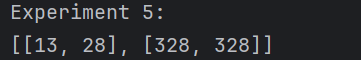 Experiment 5:
[[13, 28], [328, 328]]